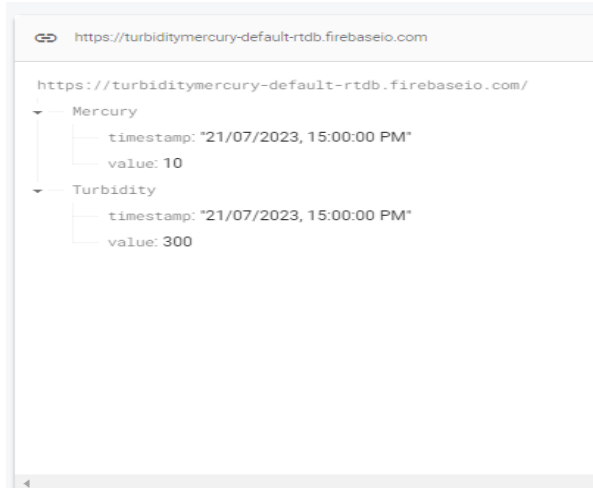 https://turbiditymercury-default-rtdb.firebaseio.com
https://turbiditymercury-default-rtdb.firebaseio.com/
Mercury
timestamp: "21/07/2023, 15:00:00 PM"
value: 10
Turbidity
timestamp: "21/07/2023, 15:00:00 PM"
value: 300